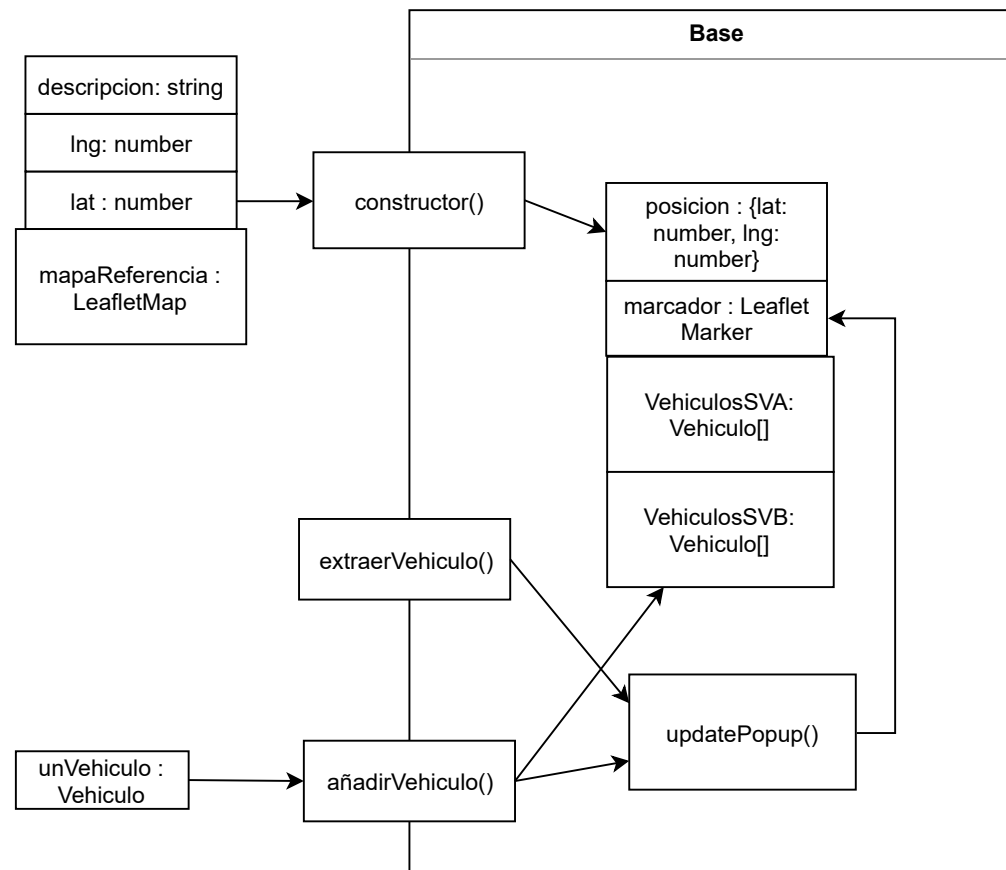 Base
descripcion: string
lng: number
lat : number
mapaReferencia :
LeafletMap
constructor()
posicion : {lat:
number, lng:
number}
marcador : Leaflet
Marker
VehiculosSVA:
Vehiculo[]
VehiculosSVB:
Vehiculo[]
extraerVehiculo()
updatePopup()
unVehiculo :
Vehiculo
añadirVehiculo()